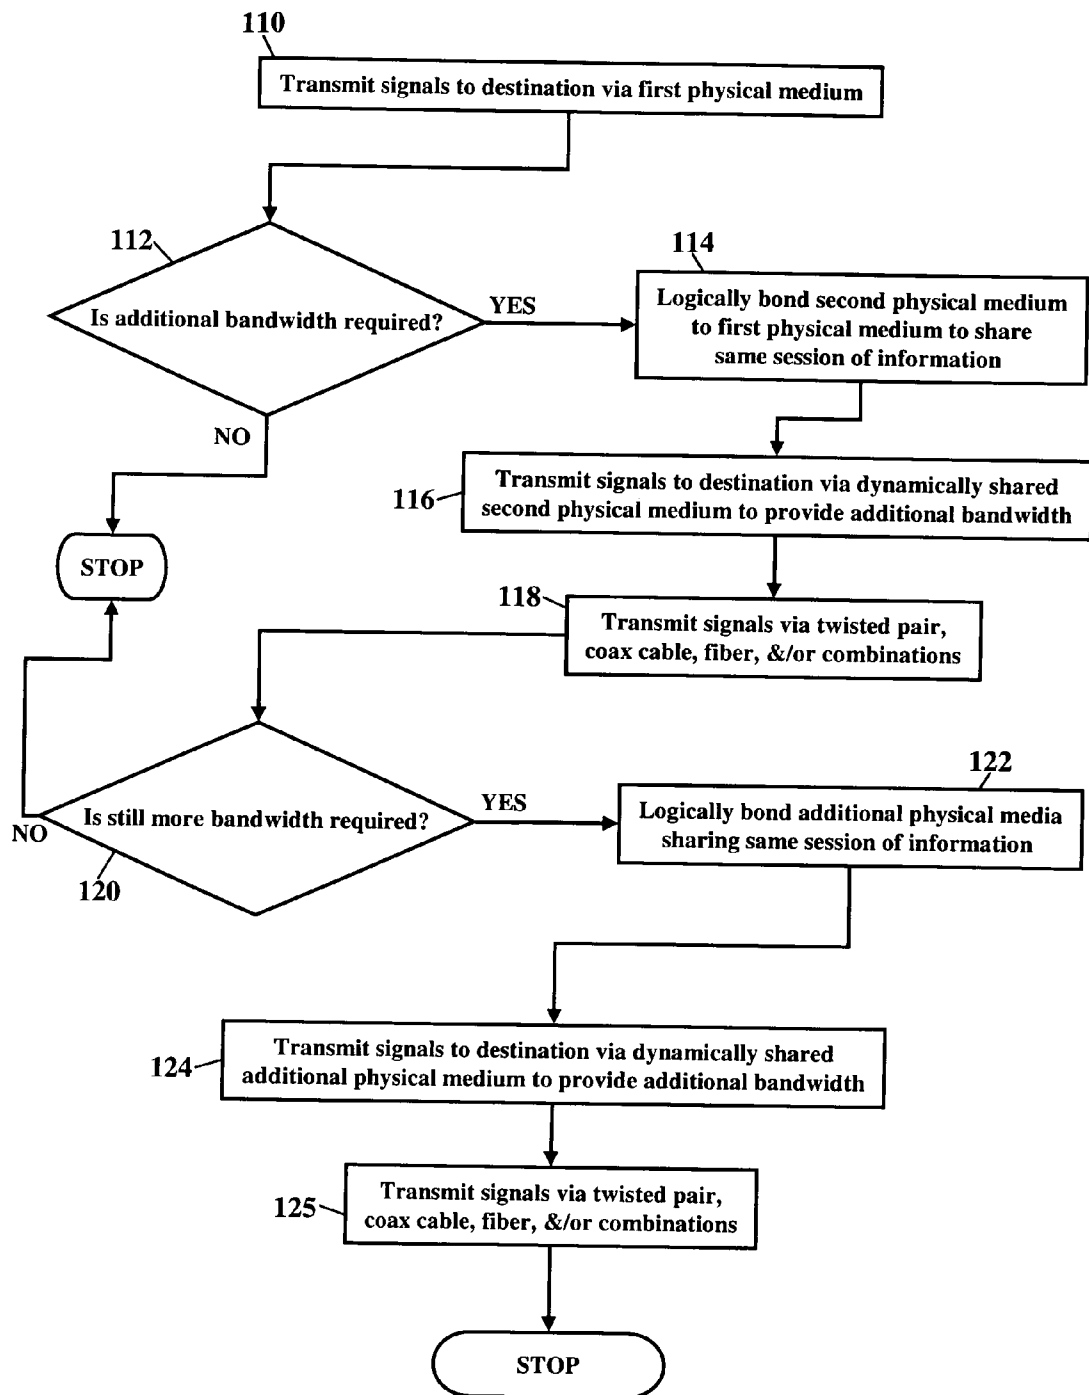 110
Transmit signals to destination via first physical medium
112
Is additional bandwidth required?
YES
NO
114
Logically bond second physical medium
to first physical medium to share
same session of information
116
Transmit signals to destination via dynamically shared
second physical medium to provide additional bandwidth
STOP
118
Transmit signals via twisted pair,
coax cable, fiber, &/or combinations
120
Is still more bandwidth required?
YES
NO
122
Logically bond additional physical media
sharing same session of information
124
Transmit signals to destination via dynamically shared
additional physical medium to provide additional bandwidth
125
Transmit signals via twisted pair,
coax cable, fiber, &/or combinations
STOP